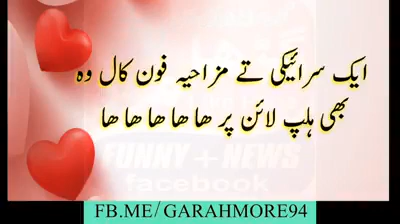 ایک سرائیکی تے مزاحیہ فون کال وہ
بھی ہلپ لائن پر ھا ھا ھا ھا ھا
FUNNY + NEWS
facebook
FB.ME/GARAHMORE94